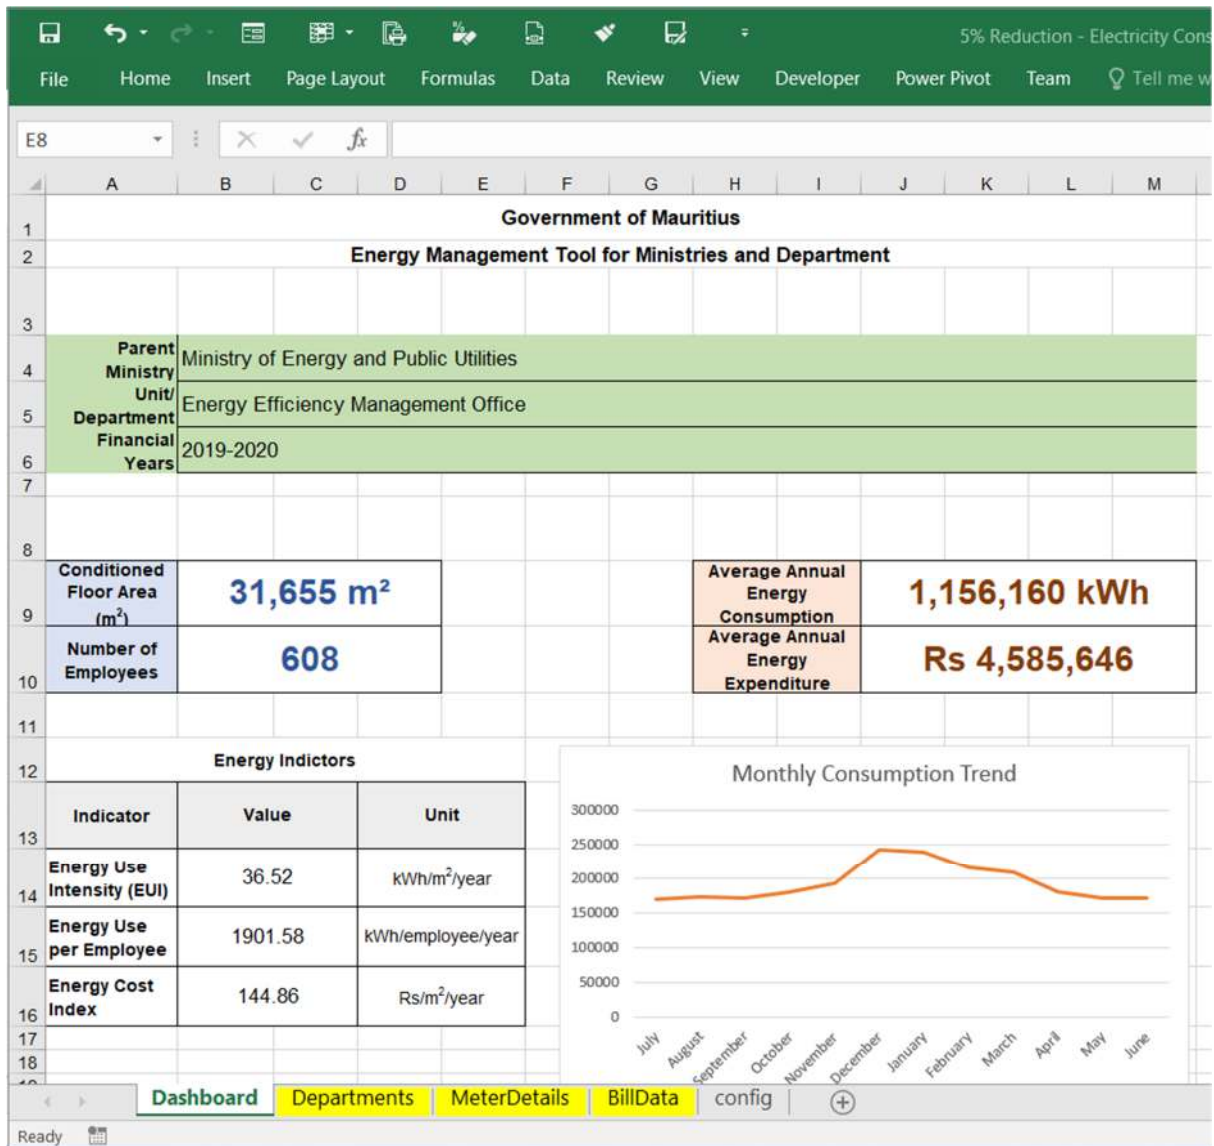 5% Reduction - Electricity Cons
File Home Insert Page Layout Formulas Data Review View Developer Power Pivot Team Tell me w
E8 fx
A B C D E F G H I J K L M
1 Government of Mauritius
2 Energy Management Tool for Ministries and Department
3
Parent
4 Ministry Ministry of Energy and Public Utilities
Unit/
5 Department Energy Efficiency Management Office
Financial
6 Years 2019-2020
7
8
Conditioned
Floor Area
9 (m²) 31,655 m²
Average Annual
Energy
Consumption 1,156,160 kWh
Number of
10 Employees 608
Average Annual
Energy
Expenditure Rs 4,585,646
11
12 Energy Indictors
13 Indicator Value Unit
Energy Use
14 Intensity (EUI) 36.52 kWh/m²/year
Energy Use
15 per Employee 1901.58 kWh/employee/year
Energy Cost
16 Index 144.86 Rs/m²/year
17
18
Monthly Consumption Trend
300000
250000
200000
150000
100000
50000
0
July August September October November December January February March April May June
Dashboard Departments MeterDetails BillData config
Ready